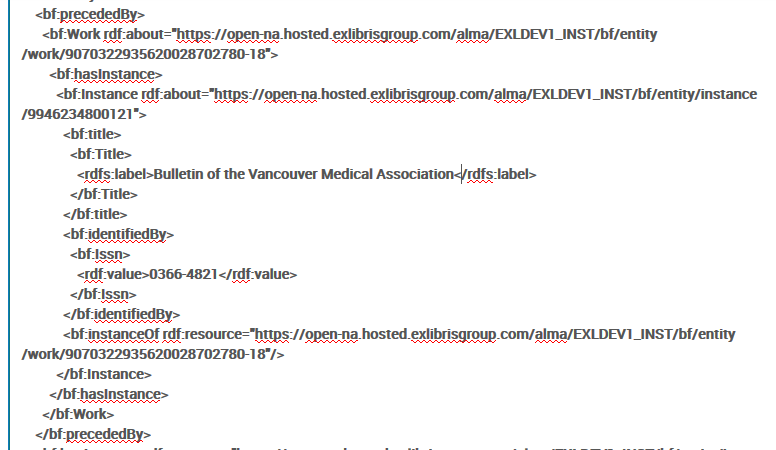 <bf:precededBy>
<bf:Work rdf:about="https://open-na.hosted.exlibrisgroup.com/alma/EXLDEV1_INST/bf/entity
/work/9070322935620028702780-18">
<bf:hasInstance>
<bf:Instance rdf:about="https://open-na.hosted.exlibrisgroup.com/alma/EXLDEV1_INST/bf/entity/instance
/9946234800121">
<bf:title>
<bf:Title>
<rdfs:label>Bulletin of the Vancouver Medical Association</rdfs:label>
</bf:Title>
</bf:title>
<bf:identifiedBy>
<bf:Issn>
<rdf:value>0366-4821</rdf:value>
</bf:Issn>
</bf:identifiedBy>
<bf:instanceOf rdf:resource="https://open-na.hosted.exlibrisgroup.com/alma/EXLDEV1_INST/bf/entity
/work/9070322935620028702780-18"/>
</bf:Instance>
</bf:hasInstance>
</bf:Work>
</bf:precededBy>